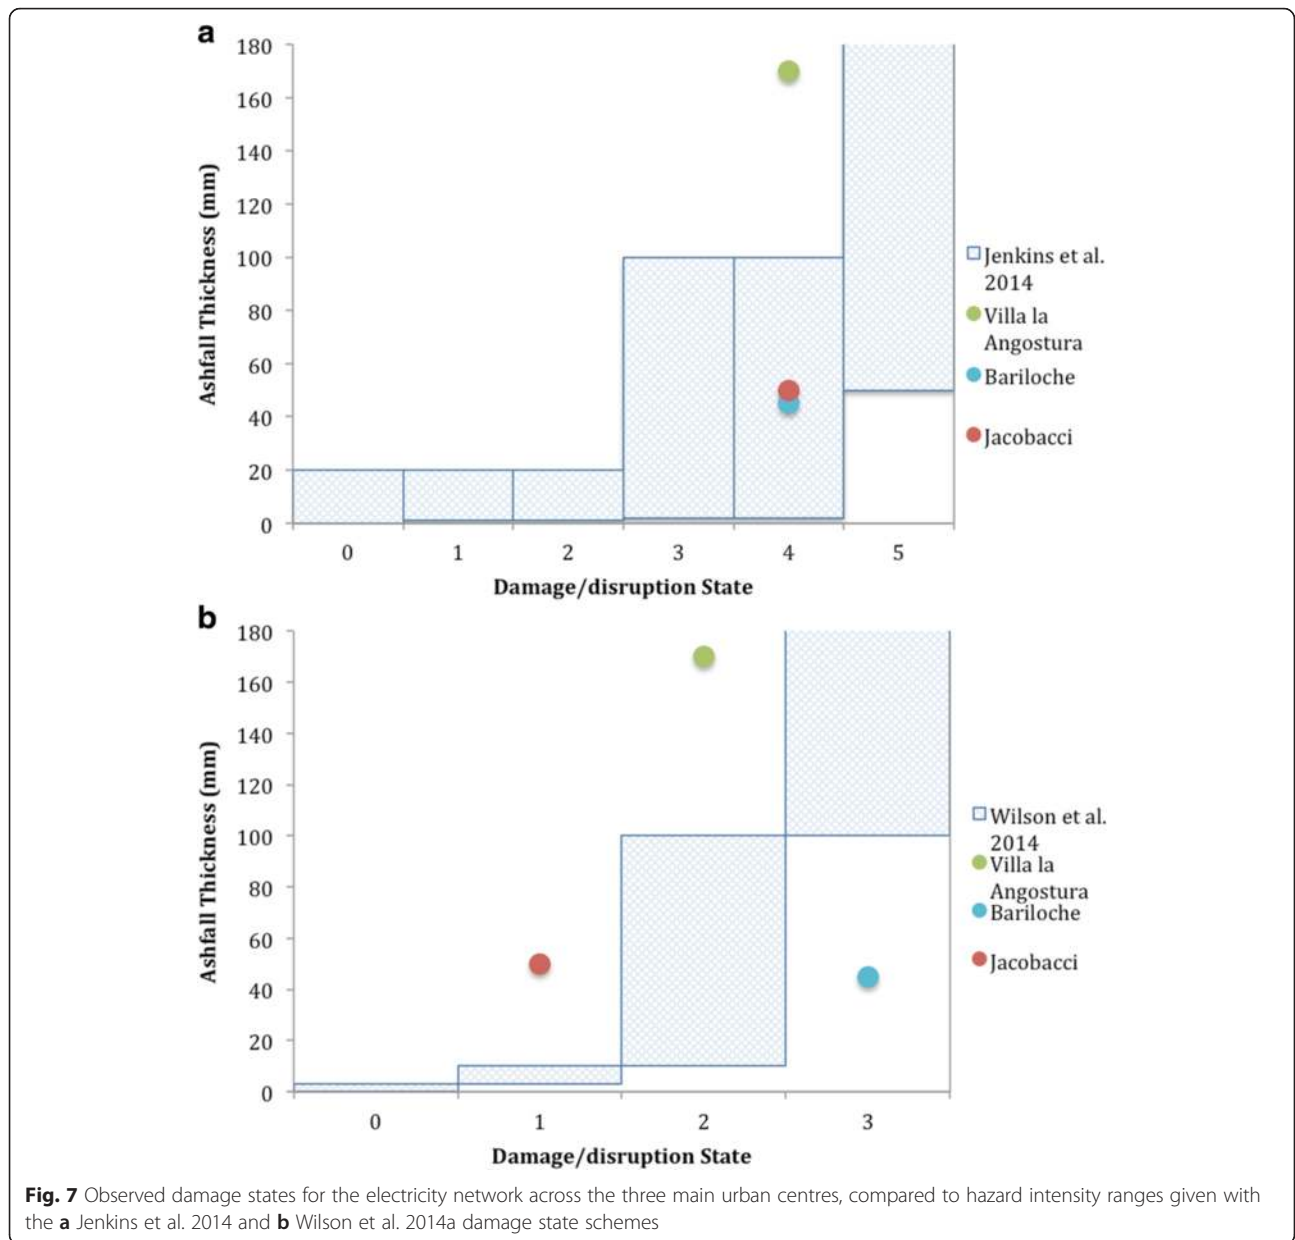 a
180
160
140
120
100
80
60
40
20
0
Ashfall Thickness (mm)
0 1 2 3 4 5
Damage/disruption State
Jenkins et al.
2014
Villa la
Angostura
Bariloche
Jacobacci
b
180
160
140
120
100
80
60
40
20
0
Ashfall Thickness (mm)
0 1 2 3
Damage/disruption State
Wilson et al.
2014
Villa la
Angostura
Bariloche
Jacobacci
Fig. 7 Observed damage states for the electricity network across the three main urban centres, compared to hazard intensity ranges given with
the a Jenkins et al. 2014 and b Wilson et al. 2014a damage state schemes